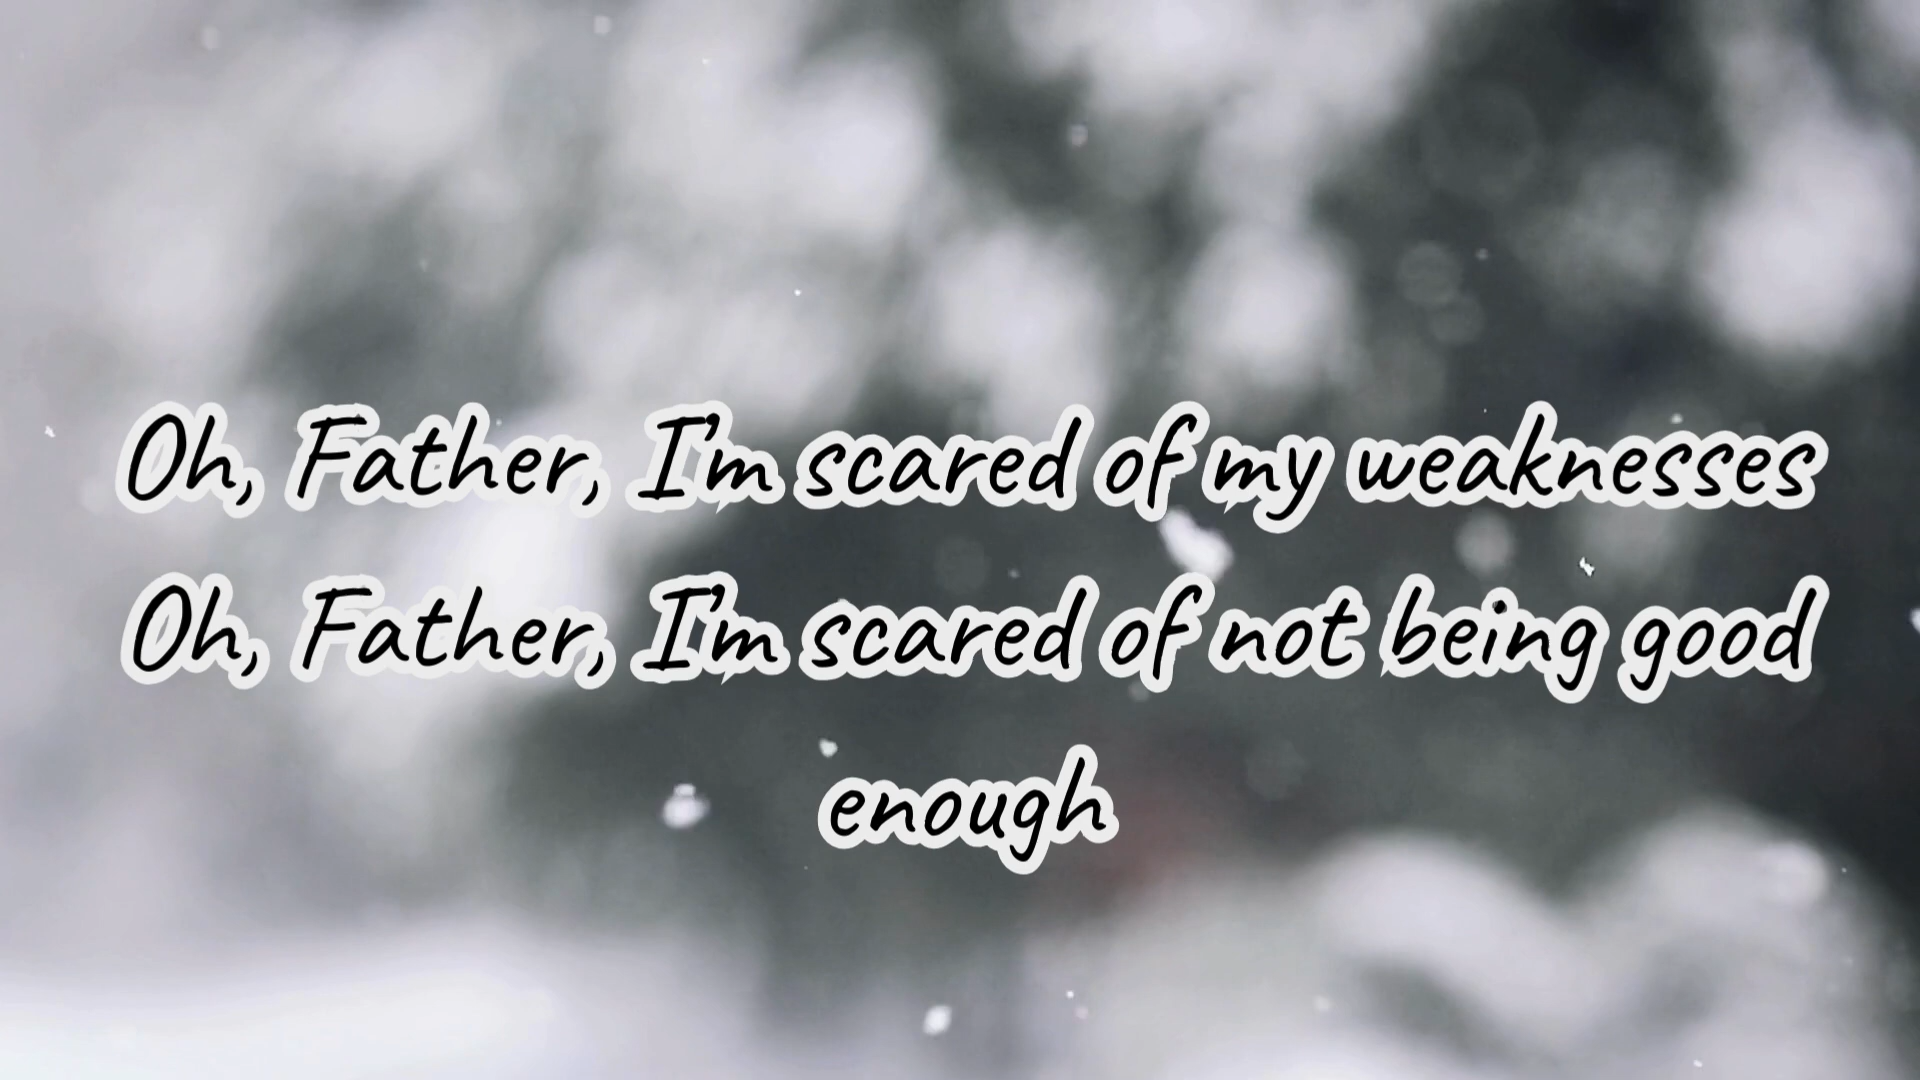 Oh, Father, I'm scared of my weaknesses
Oh, Father, I'm scared of not being good
enough